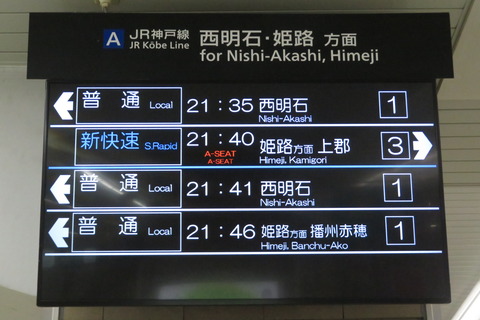 A JR神戸線 西明石・姫路 方面
JR Kōbe Line for Nishi-Akashi, Himeji
普通 Local 21:35 西明石 1
Nishi-Akashi
新快速 S.Rapid 21:40 姫路方面 上郡 3
A-SEAT Himeji, Kamigori
A-SEAT
普通 Local 21:41 西明石 1
Nishi-Akashi
普通 Local 21:46 姫路方面 播州赤穂 1
Himeji, Banchu-Ako